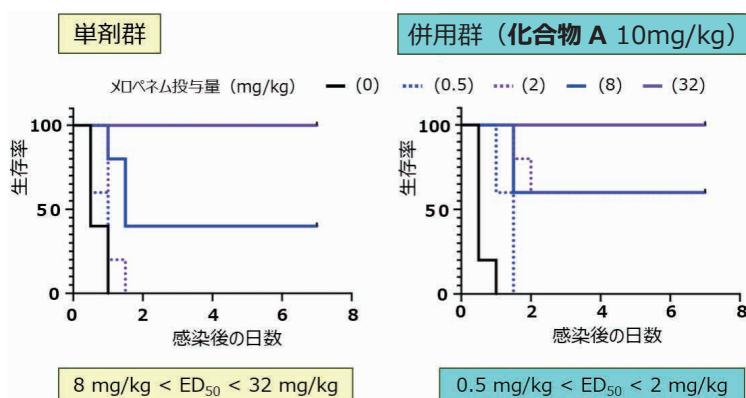 単剤群
併用群（化合物 A 10mg/kg）
メロペネム投与量（mg/kg） (0) (0.5) (2) (8) (32)
生存率
100
50
0
0 2 4 6 8
感染後の日数
生存率
100
50
0
0 2 4 6 8
感染後の日数
8 mg/kg < ED50 < 32 mg/kg
0.5 mg/kg < ED50 < 2 mg/kg